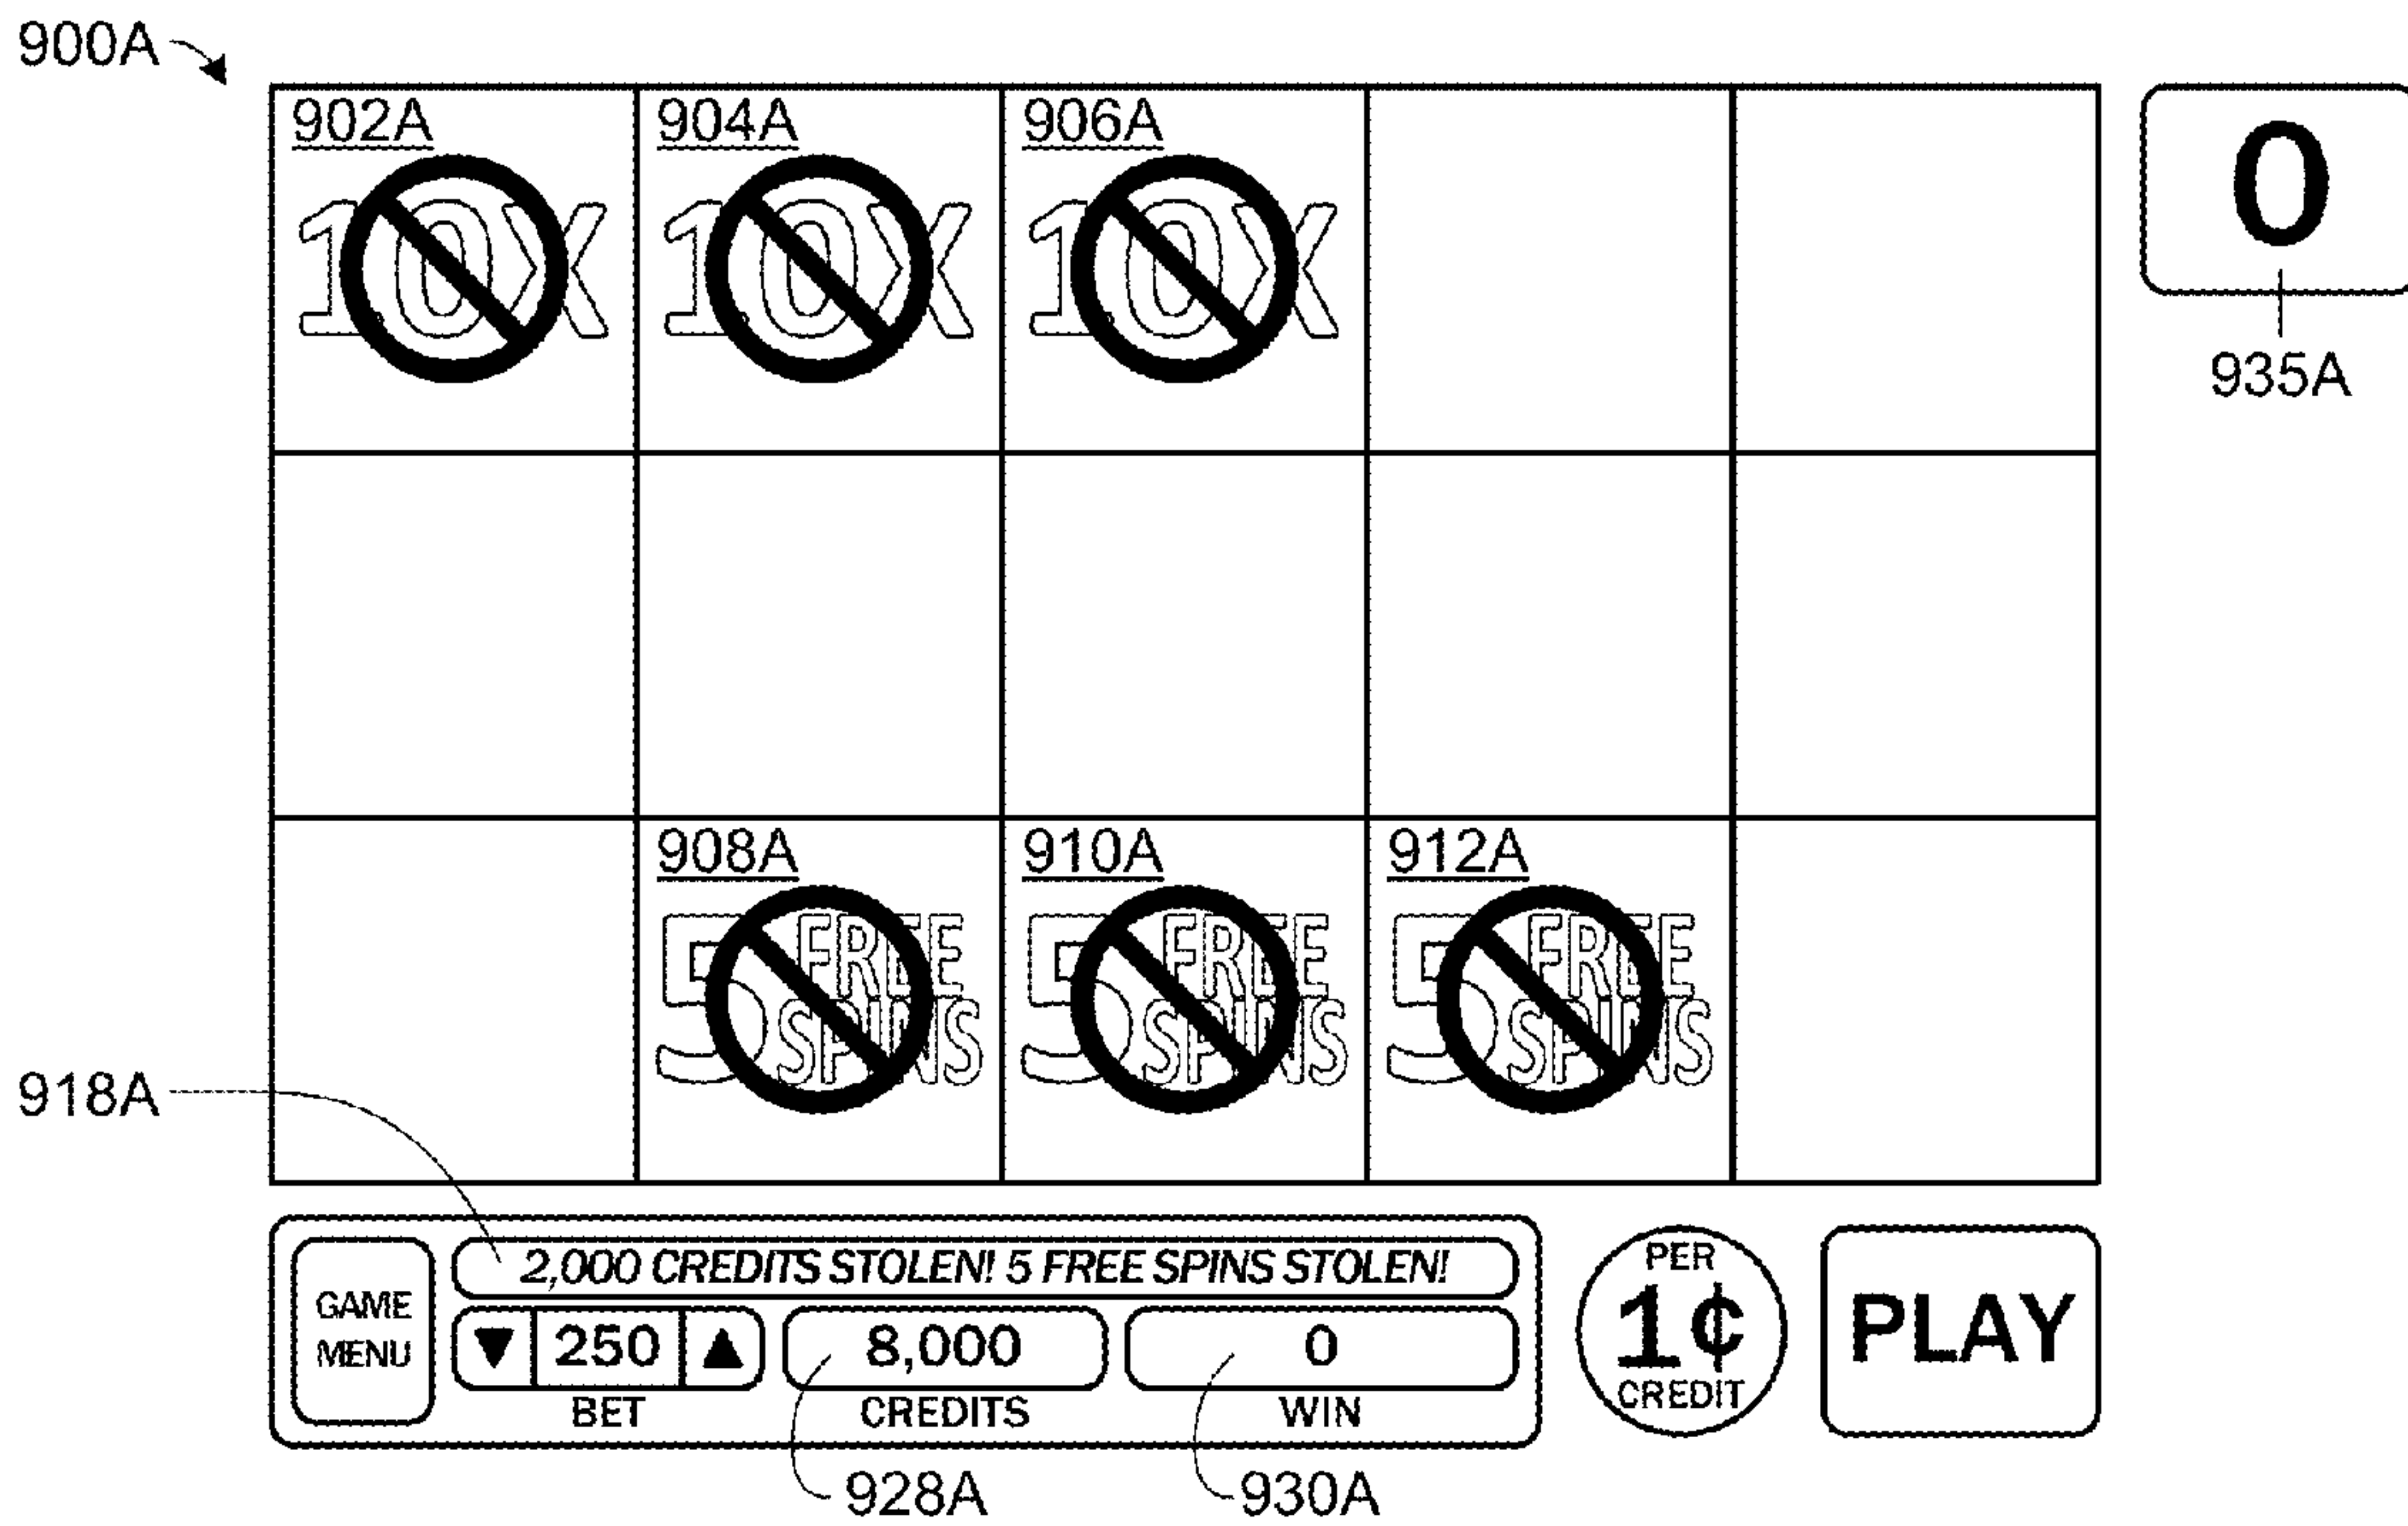 900A
902A 904A 906A
10X 10X 10X
0
935A
908A 910A 912A
5 FREE SPINS 5 FREE SPINS 5 FREE SPINS
918A
2,000 CREDITS STOLEN! 5 FREE SPINS STOLEN!
GAME MENU
▼ 250 ▲
BET
8,000
CREDITS
0
WIN
PER
1¢
CREDIT
PLAY
928A 930A